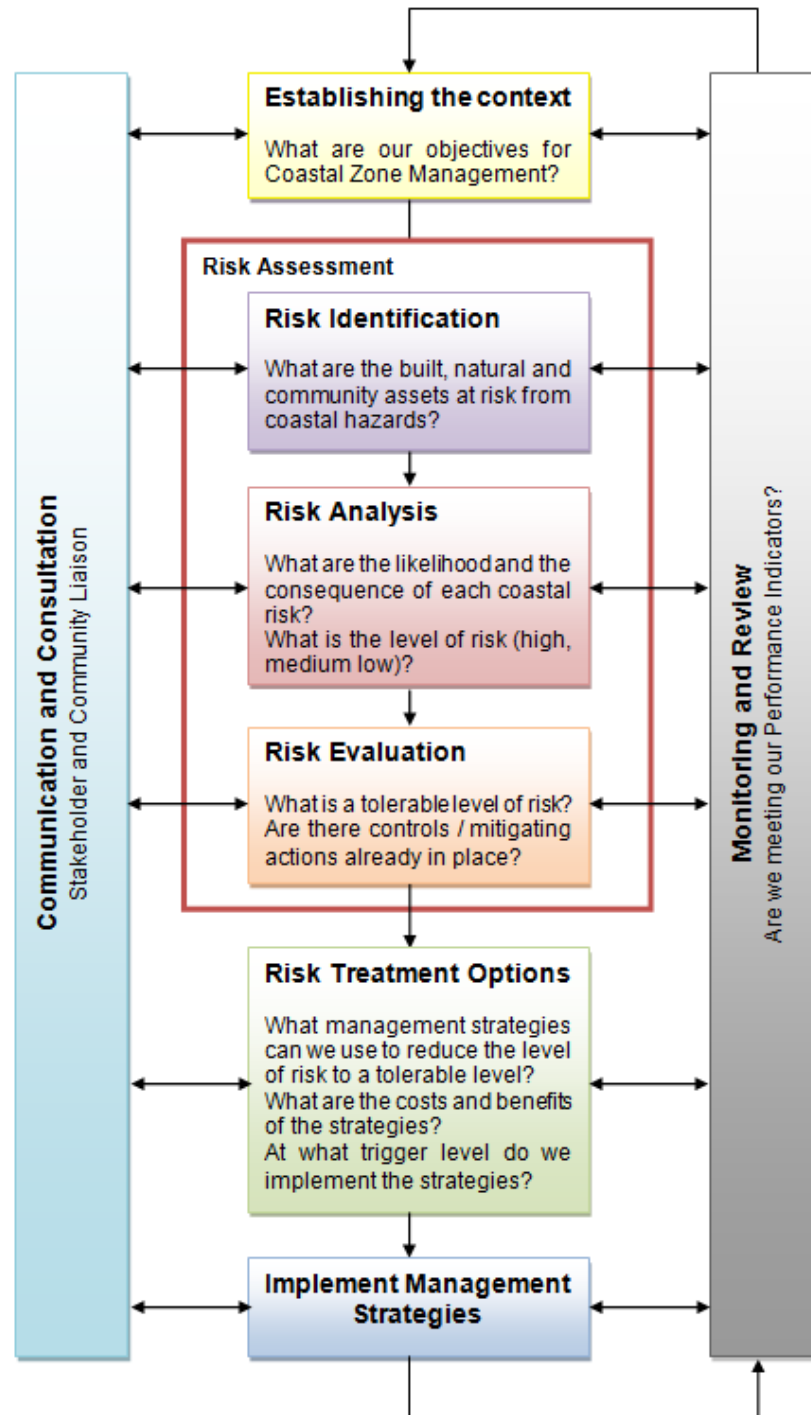 Establishing the context
What are our objectives for
Coastal Zone Management?
Risk Assessment
Risk Identification
What are the built, natural and
community assets at risk from
coastal hazards?
Risk Analysis
What are the likelihood and the
consequence of each coastal
risk?
What is the level of risk (high,
medium low)?
Risk Evaluation
What is a tolerable level of risk?
Are there controls / mitigating
actions already in place?
Risk Treatment Options
What management strategies
can we use to reduce the level
of risk to a tolerable level?
What are the costs and benefits
of the strategies?
At what trigger level do we
implement the strategies?
Implement Management
Strategies
Communication and Consultation
Stakeholder and Community Liaison
Monitoring and Review
Are we meeting our Performance Indicators?